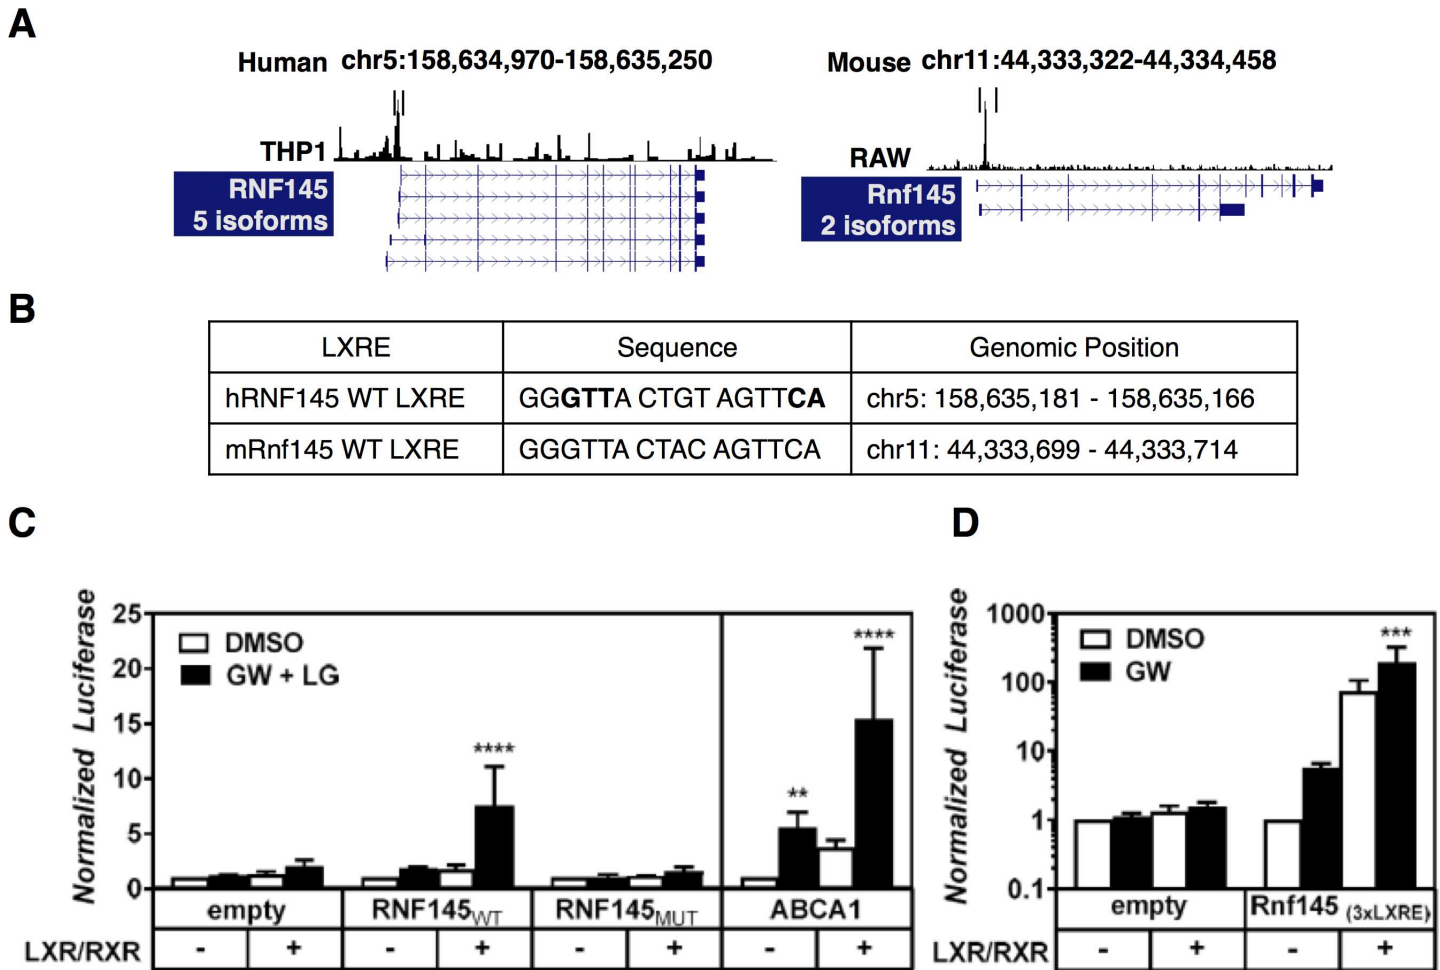 A
Human chr5:158,634,970-158,635,250
THP1
RNF145
5 isoforms
Mouse chr11:44,333,322-44,334,458
RAW
Rnf145
2 isoforms
B
LXRE Sequence Genomic Position
hRNF145 WT LXRE GGGTTA CTGT AGTTCA chr5: 158,635,181 - 158,635,166
mRnf145 WT LXRE GGGTTA CTAC AGTTCA chr11: 44,333,699 - 44,333,714
C
Normalized Luciferase
25
20
15
10
5
0
DMSO
GW + LG
****
**
****
empty RNF145WT RNF145MUT ABCA1
LXR/RXR - + - + - + - +
D
Normalized Luciferase
1000
100
10
1
0.1
DMSO
GW
***
empty Rnf145 (3xLXRE)
LXR/RXR - + - +